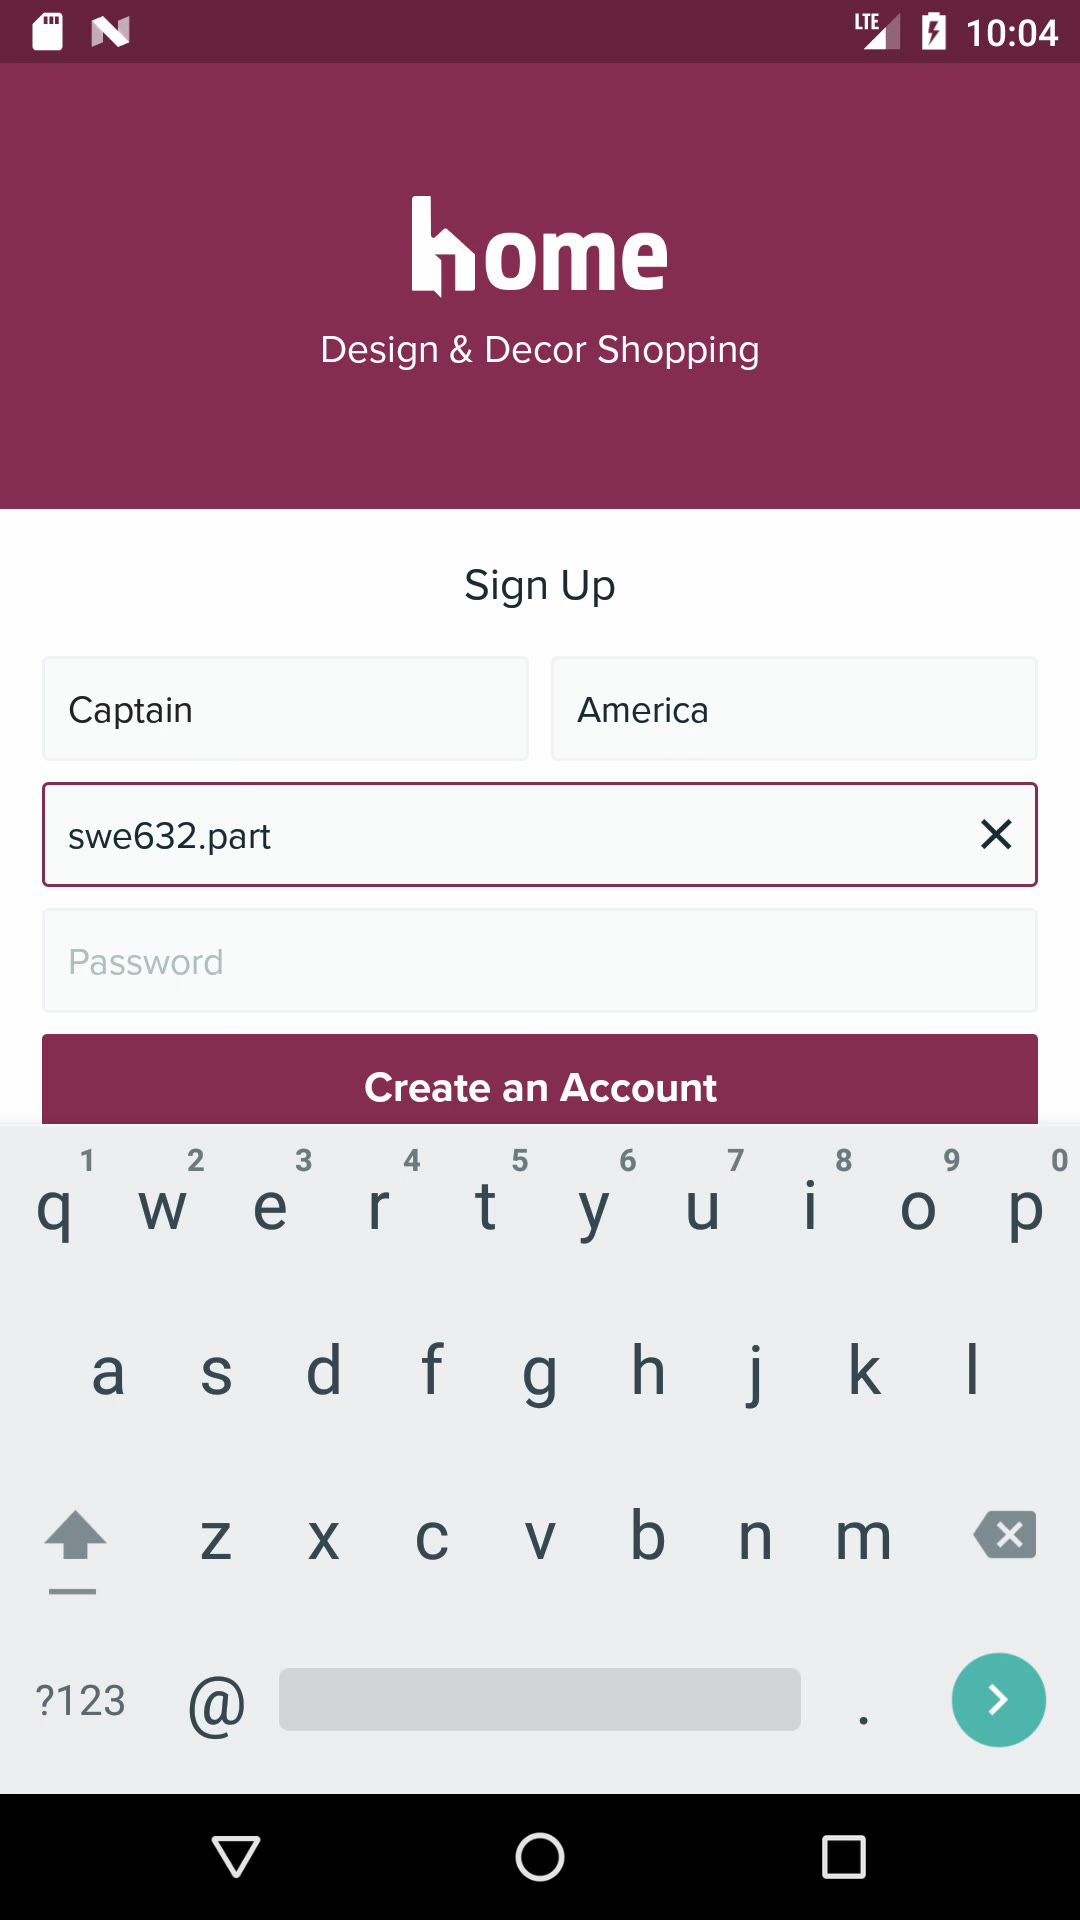 LTE 10:04
home
Design & Decor Shopping
Sign Up
Captain America
swe632.part
Password
Create an Account
1 2 3 4 5 6 7 8 9 0
q w e r t y u i o p
a s d f g h j k l
z x c v b n m
?123 @ .